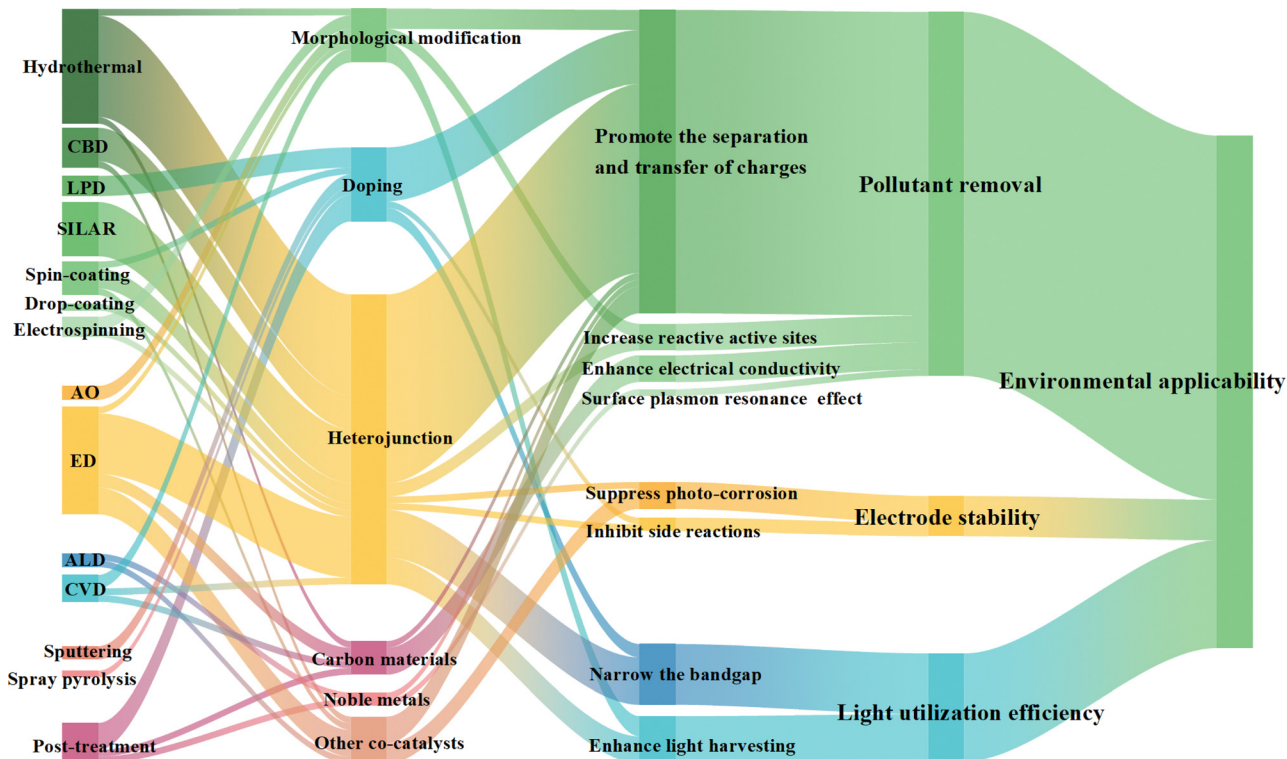 Hydrothermal
CBD
LPD
SILAR
Spin-coating
Drop-coating
Electrospinning
AO
ED
ALD
CVD
Sputtering
Spray pyrolysis
Post-treatment
Morphological modification
Doping
Heterojunction
Carbon materials
Noble metals
Other co-catalysts
Promote the separation
and transfer of charges
Increase reactive active sites
Enhance electrical conductivity
Surface plasmon resonance effect
Suppress photo-corrosion
Inhibit side reactions
Narrow the bandgap
Enhance light harvesting
Pollutant removal
Electrode stability
Light utilization efficiency
Environmental applicability